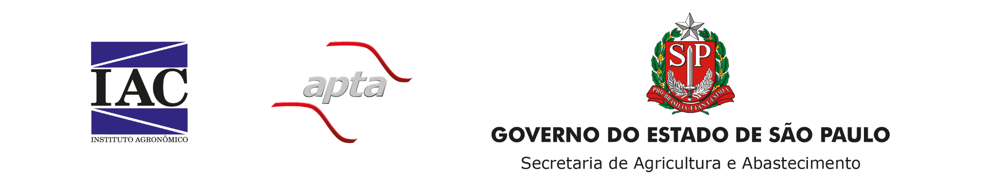 IAC
INSTITUTO AGRONÔMICO
apta
SP
PRO·BRASILIA·FIANT·EXIMIA
GOVERNO DO ESTADO DE SÃO PAULO
Secretaria de Agricultura e Abastecimento